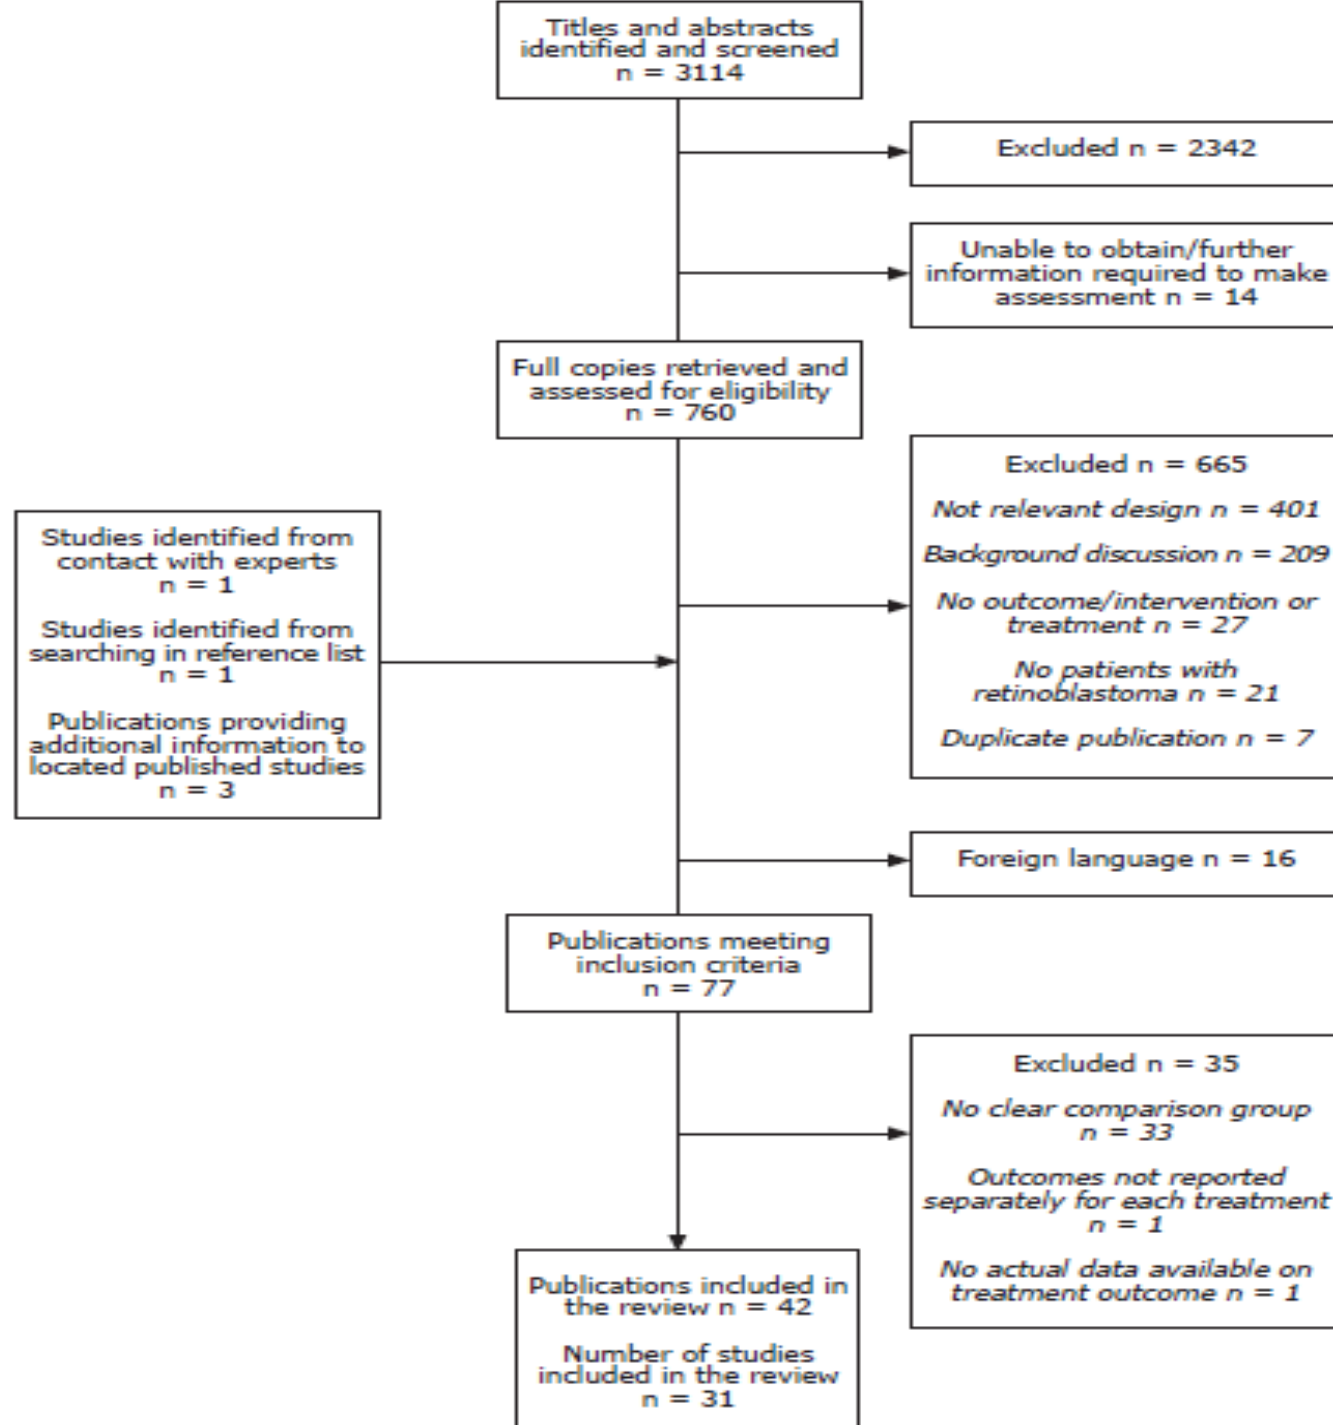 Titles and abstracts
identified and screened
n = 3114
Excluded n = 2342
Unable to obtain/further
information required to make
assessment n = 14
Full copies retrieved and
assessed for eligibility
n = 760
Excluded n = 665
Not relevant design n = 401
Background discussion n = 209
No outcome/intervention or
treatment n = 27
No patients with
retinoblastoma n = 21
Duplicate publication n = 7
Studies identified from
contact with experts
n = 1
Studies identified from
searching in reference list
n = 1
Publications providing
additional information to
located published studies
n = 3
Foreign language n = 16
Publications meeting
inclusion criteria
n = 77
Excluded n = 35
No clear comparison group
n = 33
Outcomes not reported
separately for each treatment
n = 1
No actual data available on
treatment outcome n = 1
Publications included in
the review n = 42
Number of studies
included in the review
n = 31